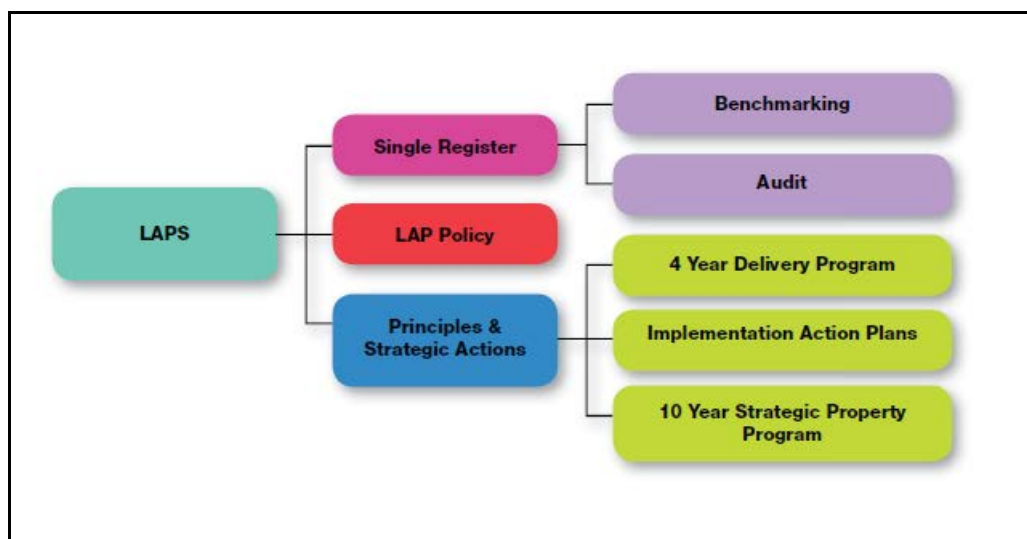 LAPS
Single Register
LAP Policy
Principles &
Strategic Actions
Benchmarking
Audit
4 Year Delivery Program
Implementation Action Plans
10 Year Strategic Property
Program